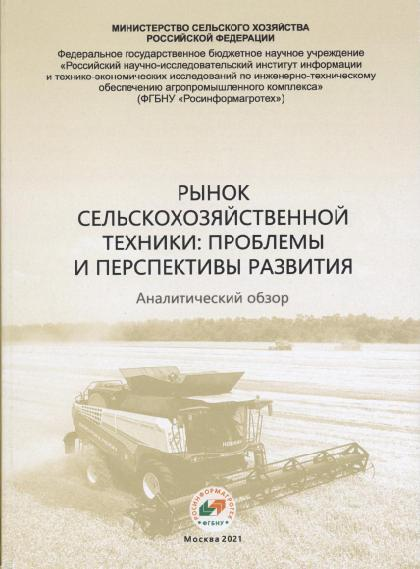 МИНИСТЕРСТВО СЕЛЬСКОГО ХОЗЯЙСТВА
РОССИЙСКОЙ ФЕДЕРАЦИИ
Федеральное государственное бюджетное научное учреждение
«Российский научно-исследовательский институт информации
и технико-экономических исследований по инженерно-техническому
обеспечению агропромышленного комплекса»
(ФГБНУ «Росинформагротех»)
РЫНОК
СЕЛЬСКОХОЗЯЙСТВЕННОЙ
ТЕХНИКИ: ПРОБЛЕМЫ
И ПЕРСПЕКТИВЫ РАЗВИТИЯ
Аналитический обзор
РОСИНФОРМАГРОТЕХ
ФГБНУ
Москва 2021